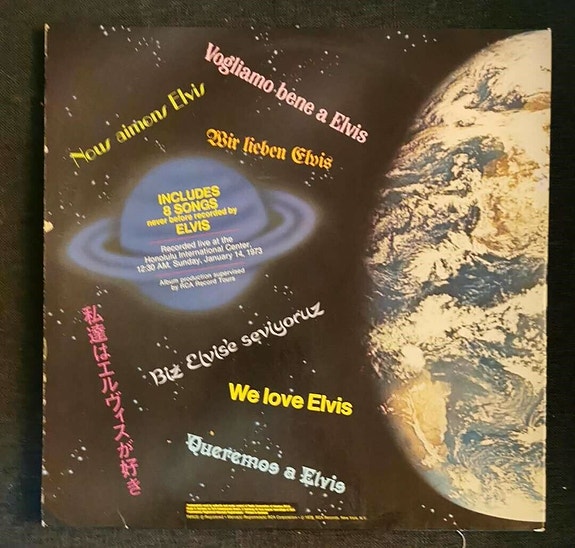 Vogliamo bene a Elvis
Nous aimons Elvis
Wir lieben Elvis
INCLUDES
8 SONGS
never before recorded by
ELVIS
Recorded live at the
Honolulu International Center,
12:30 AM, Sunday, January 14, 1973
Album production supervised
by RCA Record Tours
私達はエルヴィスが好き
Biz Elvise seviyoruz
We love Elvis
Queremos a Elvis